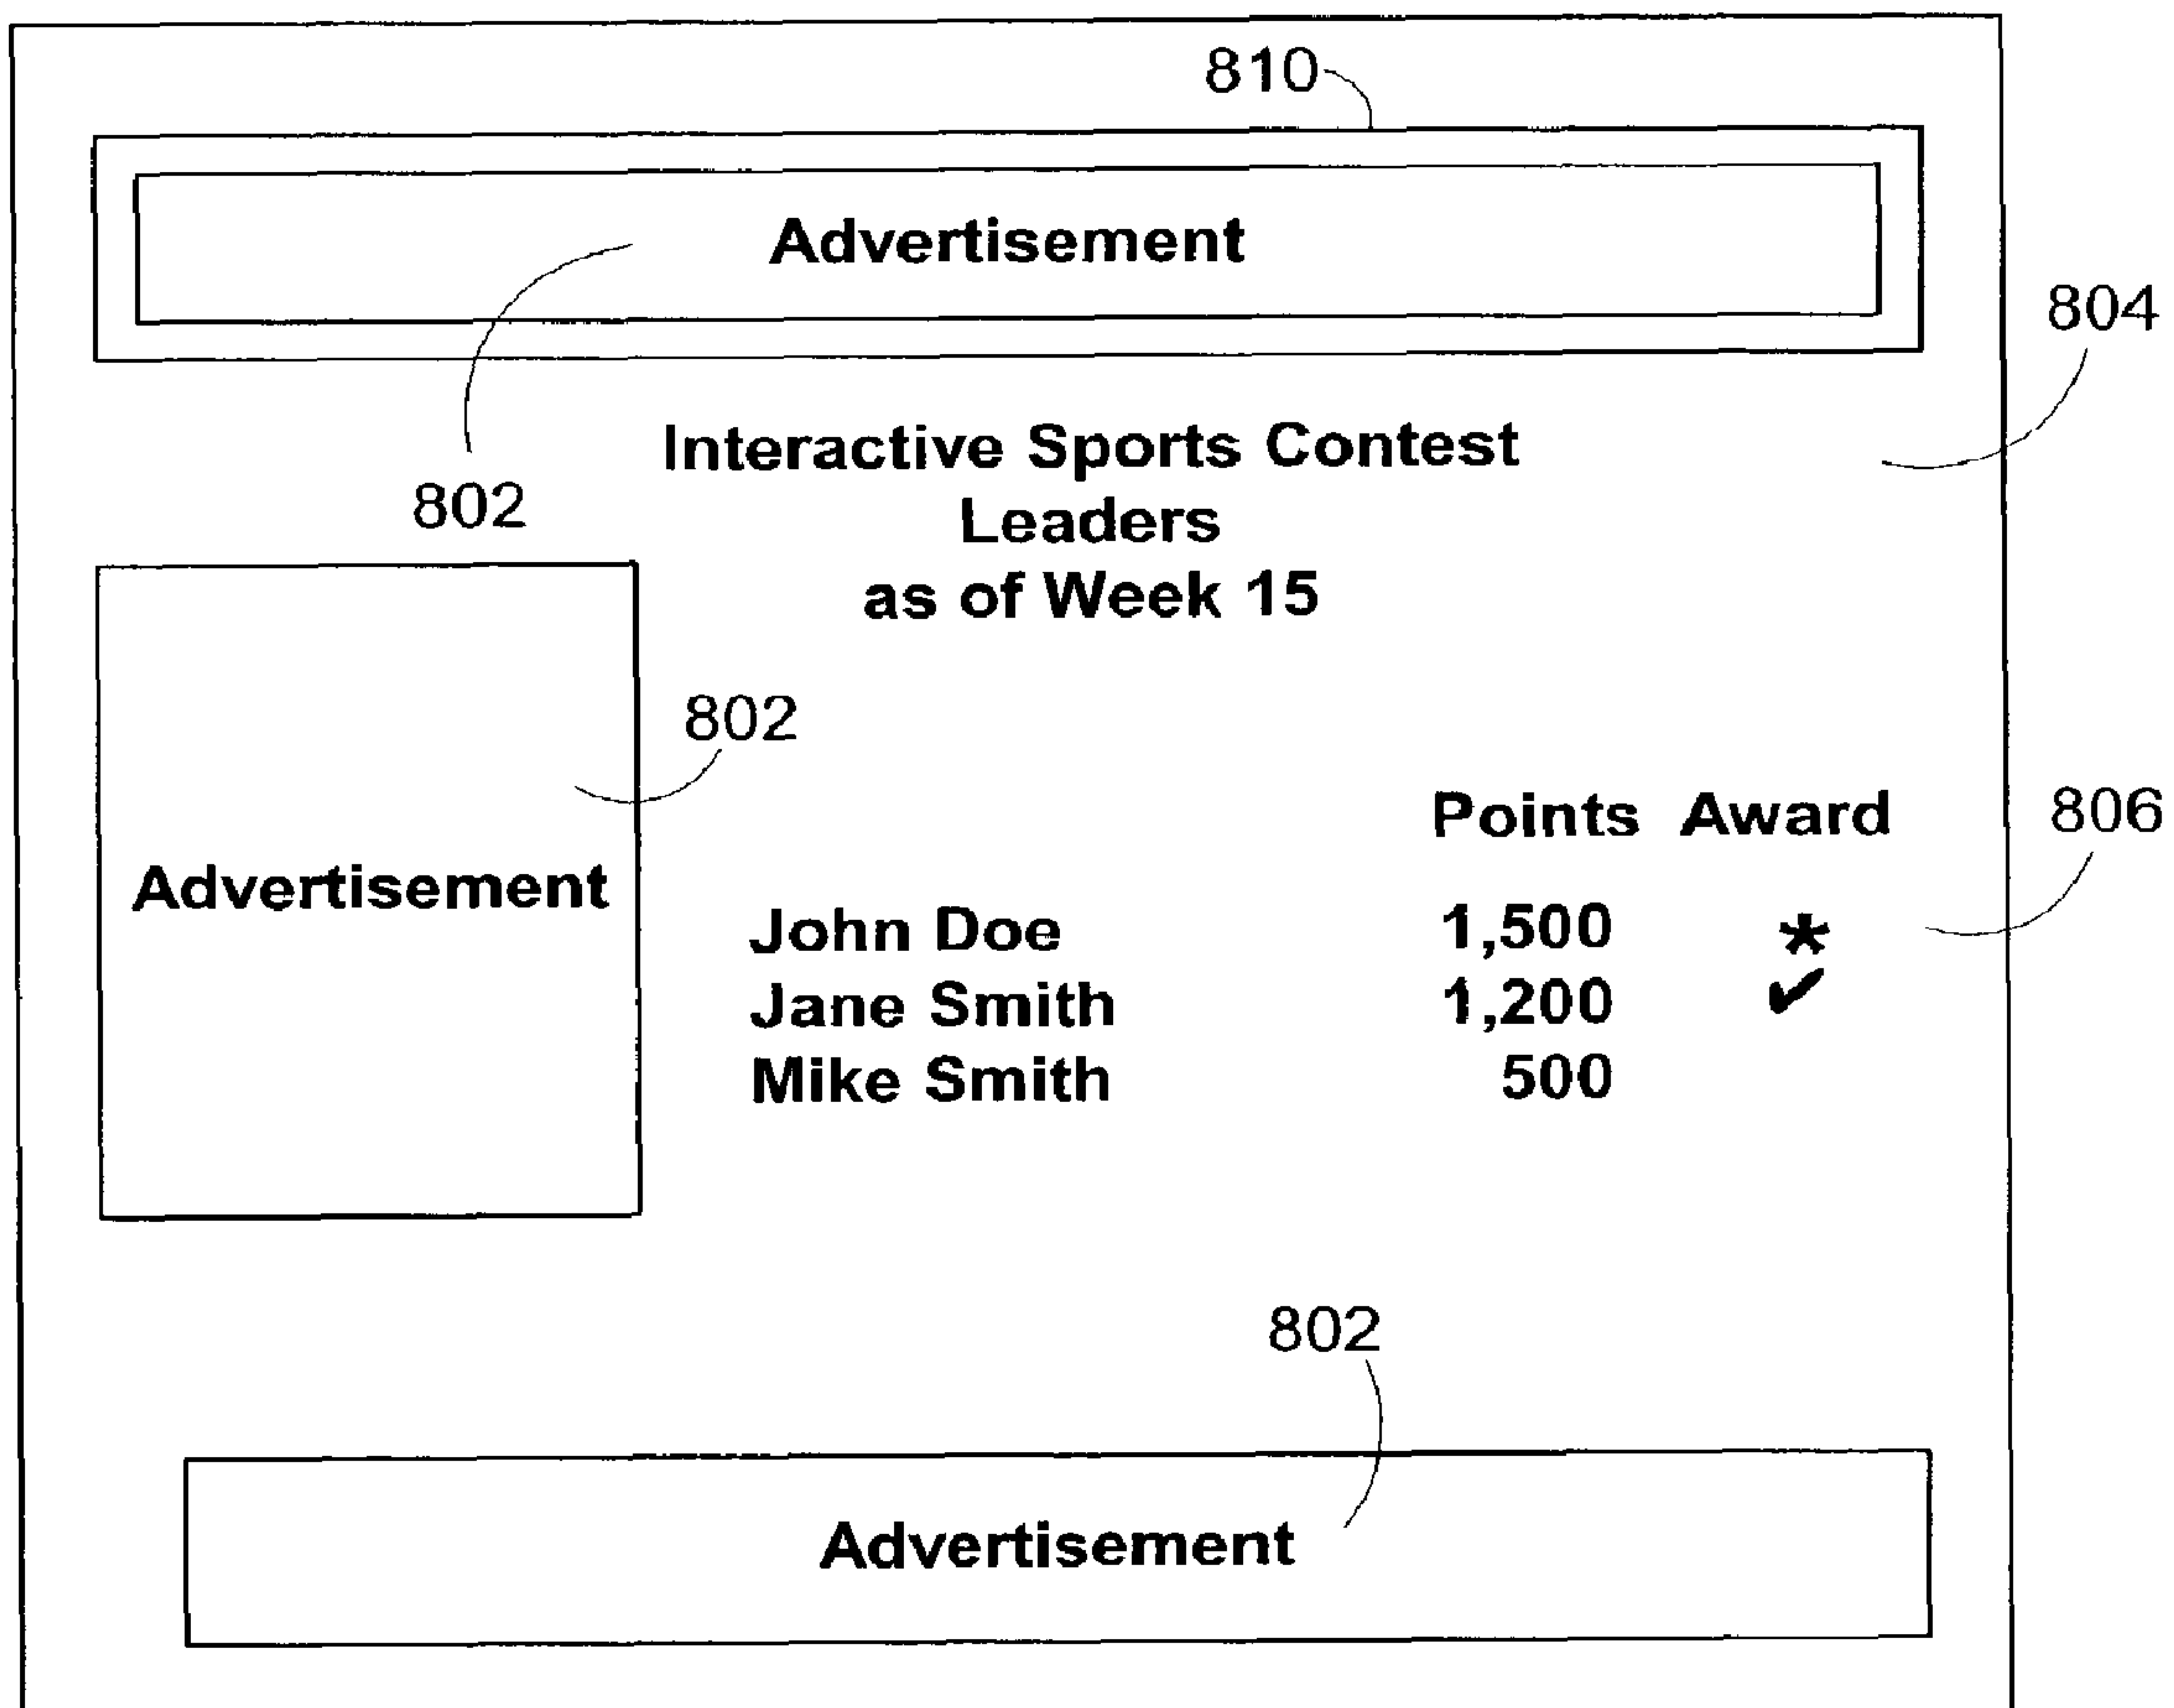 810
Advertisement
804
Interactive Sports Contest
802
Leaders
as of Week 15
802
Points Award
806
Advertisement
John Doe 1,500 *
Jane Smith 1,200 ✔
Mike Smith 500
802
Advertisement